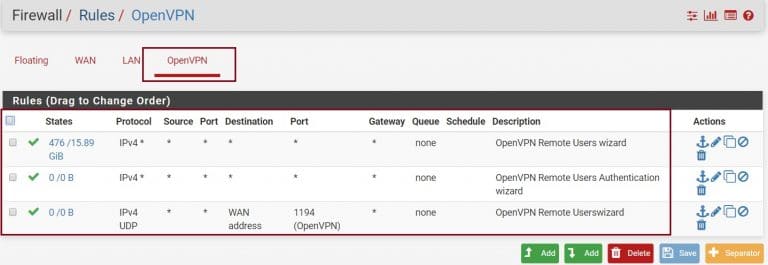 Firewall / Rules / OpenVPN
Floating WAN LAN OpenVPN
Rules (Drag to Change Order)
States Protocol Source Port Destination Port Gateway Queue Schedule Description Actions
476 /15.89 IPv4 * * * * * * none OpenVPN Remote Users wizard
GiB
0 /0 B IPv4 * * * * * * none OpenVPN Remote Users Authentication
wizard
0 /0 B IPv4 * * WAN 1194 * none OpenVPN Remote Userswizard
UDP address (OpenVPN)
Add Add Delete Save Separator